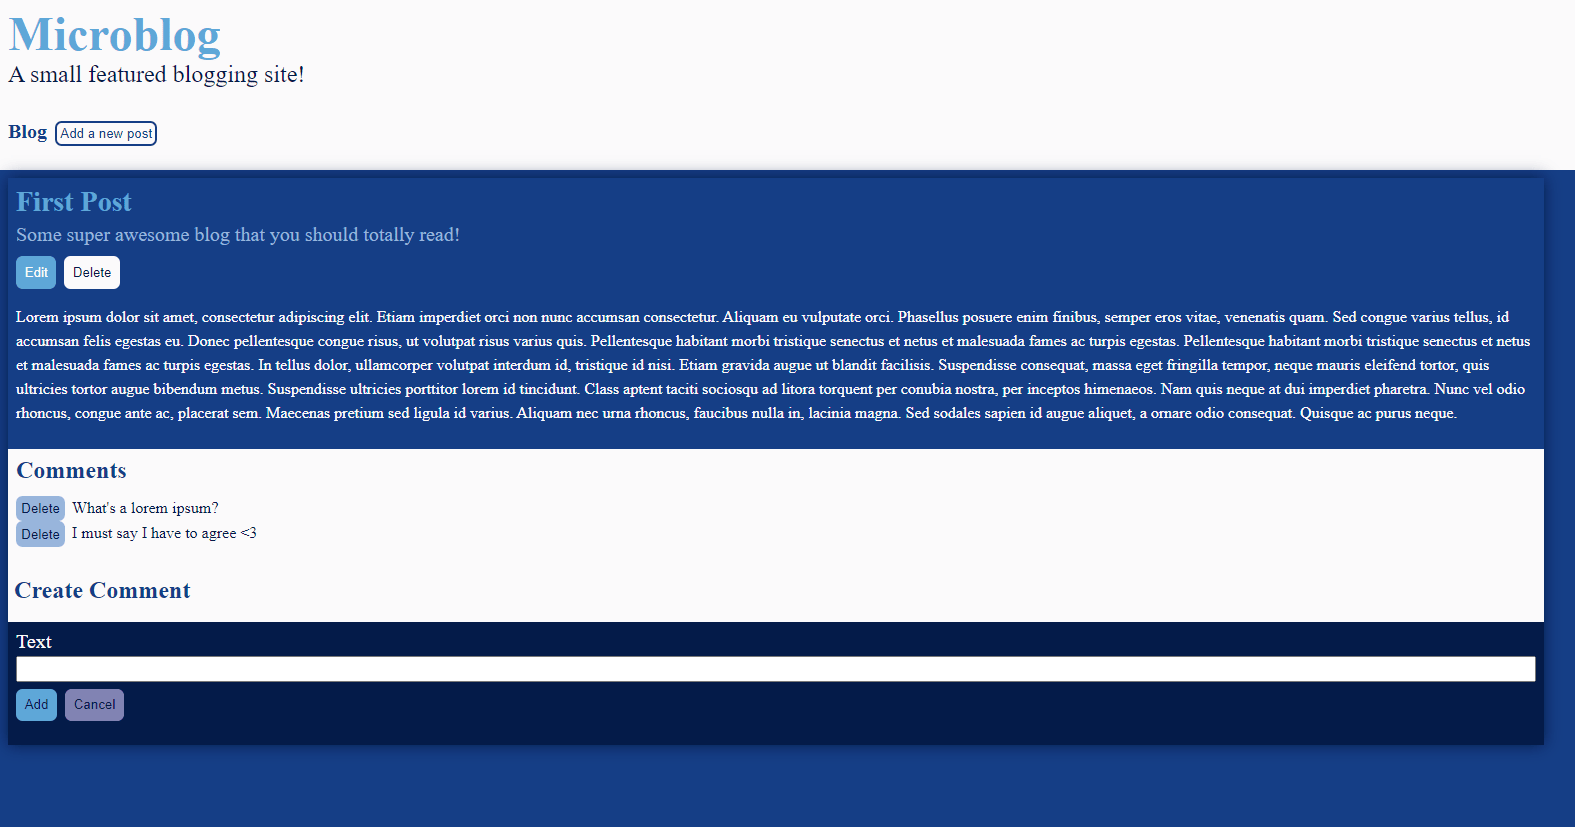 Microblog
A small featured blogging site!
Blog Add a new post
First Post
Some super awesome blog that you should totally read!
Edit Delete
Lorem ipsum dolor sit amet, consectetur adipiscing elit. Etiam imperdiet orci non nunc accumsan consectetur. Aliquam eu vulputate orci. Phasellus posuere enim finibus, semper eros vitae, venenatis quam. Sed congue varius tellus, id
accumsan felis egestas eu. Donec pellentesque congue risus, ut volutpat risus varius quis. Pellentesque habitant morbi tristique senectus et netus et malesuada fames ac turpis egestas. Pellentesque habitant morbi tristique senectus et netus
et malesuada fames ac turpis egestas. In tellus dolor, ullamcorper volutpat interdum id, tristique id nisi. Etiam gravida augue ut blandit facilisis. Suspendisse consequat, massa eget fringilla tempor, neque mauris eleifend tortor, quis
ultricies tortor augue bibendum metus. Suspendisse ultricies porttitor lorem id tincidunt. Class aptent taciti sociosqu ad litora torquent per conubia nostra, per inceptos himenaeos. Nam quis neque at dui imperdiet pharetra. Nunc vel odio
rhoncus, congue ante ac, placerat sem. Maecenas pretium sed ligula id varius. Aliquam nec urna rhoncus, faucibus nulla in, lacinia magna. Sed sodales sapien id augue aliquet, a ornare odio consequat. Quisque ac purus neque.
Comments
Delete What's a lorem ipsum?
Delete I must say I have to agree <3
Create Comment
Text
Add Cancel